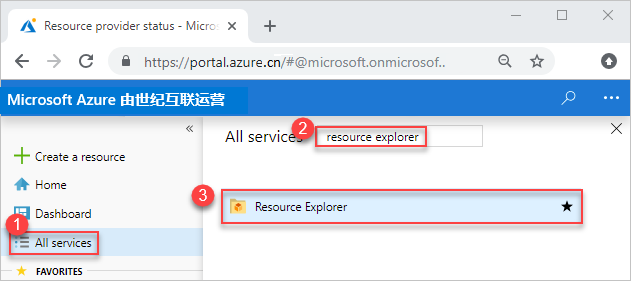 Resource provider status - Micros
https://portal.azure.cn/#@microsoft.onmicrosof..
Microsoft Azure 由世纪互联运营
«
All services
2
resource explorer
Create a resource
Home
3
Resource Explorer
Dashboard
1
All services
FAVORITES